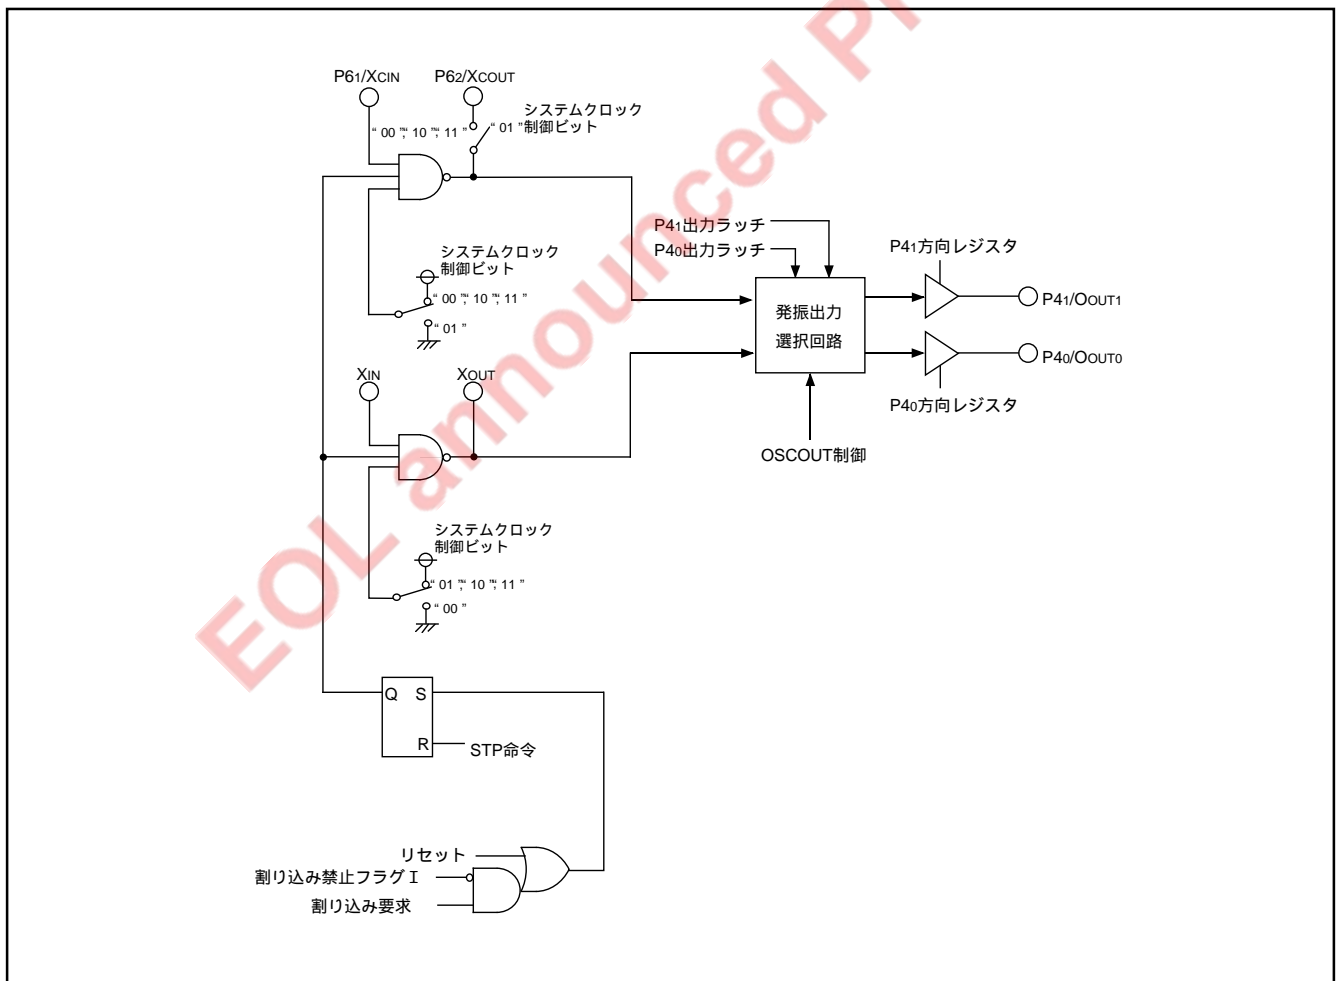 P61/XCIN
P62/XCOUT
システムクロック
制御ビット
“ 00 ”,“ 10 ”,“ 11 ”
“ 01 ”
P41出力ラッチ
P40出力ラッチ
P41方向レジスタ
システムクロック
制御ビット
“ 00 ”,“ 10 ”,“ 11 ”
“ 01 ”
発振出力
選択回路
P41/OOUT1
P40/OOUT0
P40方向レジスタ
XIN
XOUT
OSCOUT制御
システムクロック
制御ビット
“ 01 ”,“ 10 ”,“ 11 ”
“ 00 ”
Q S
R
STP命令
リセット
割り込み禁止フラグ I
割り込み要求
EOL announced